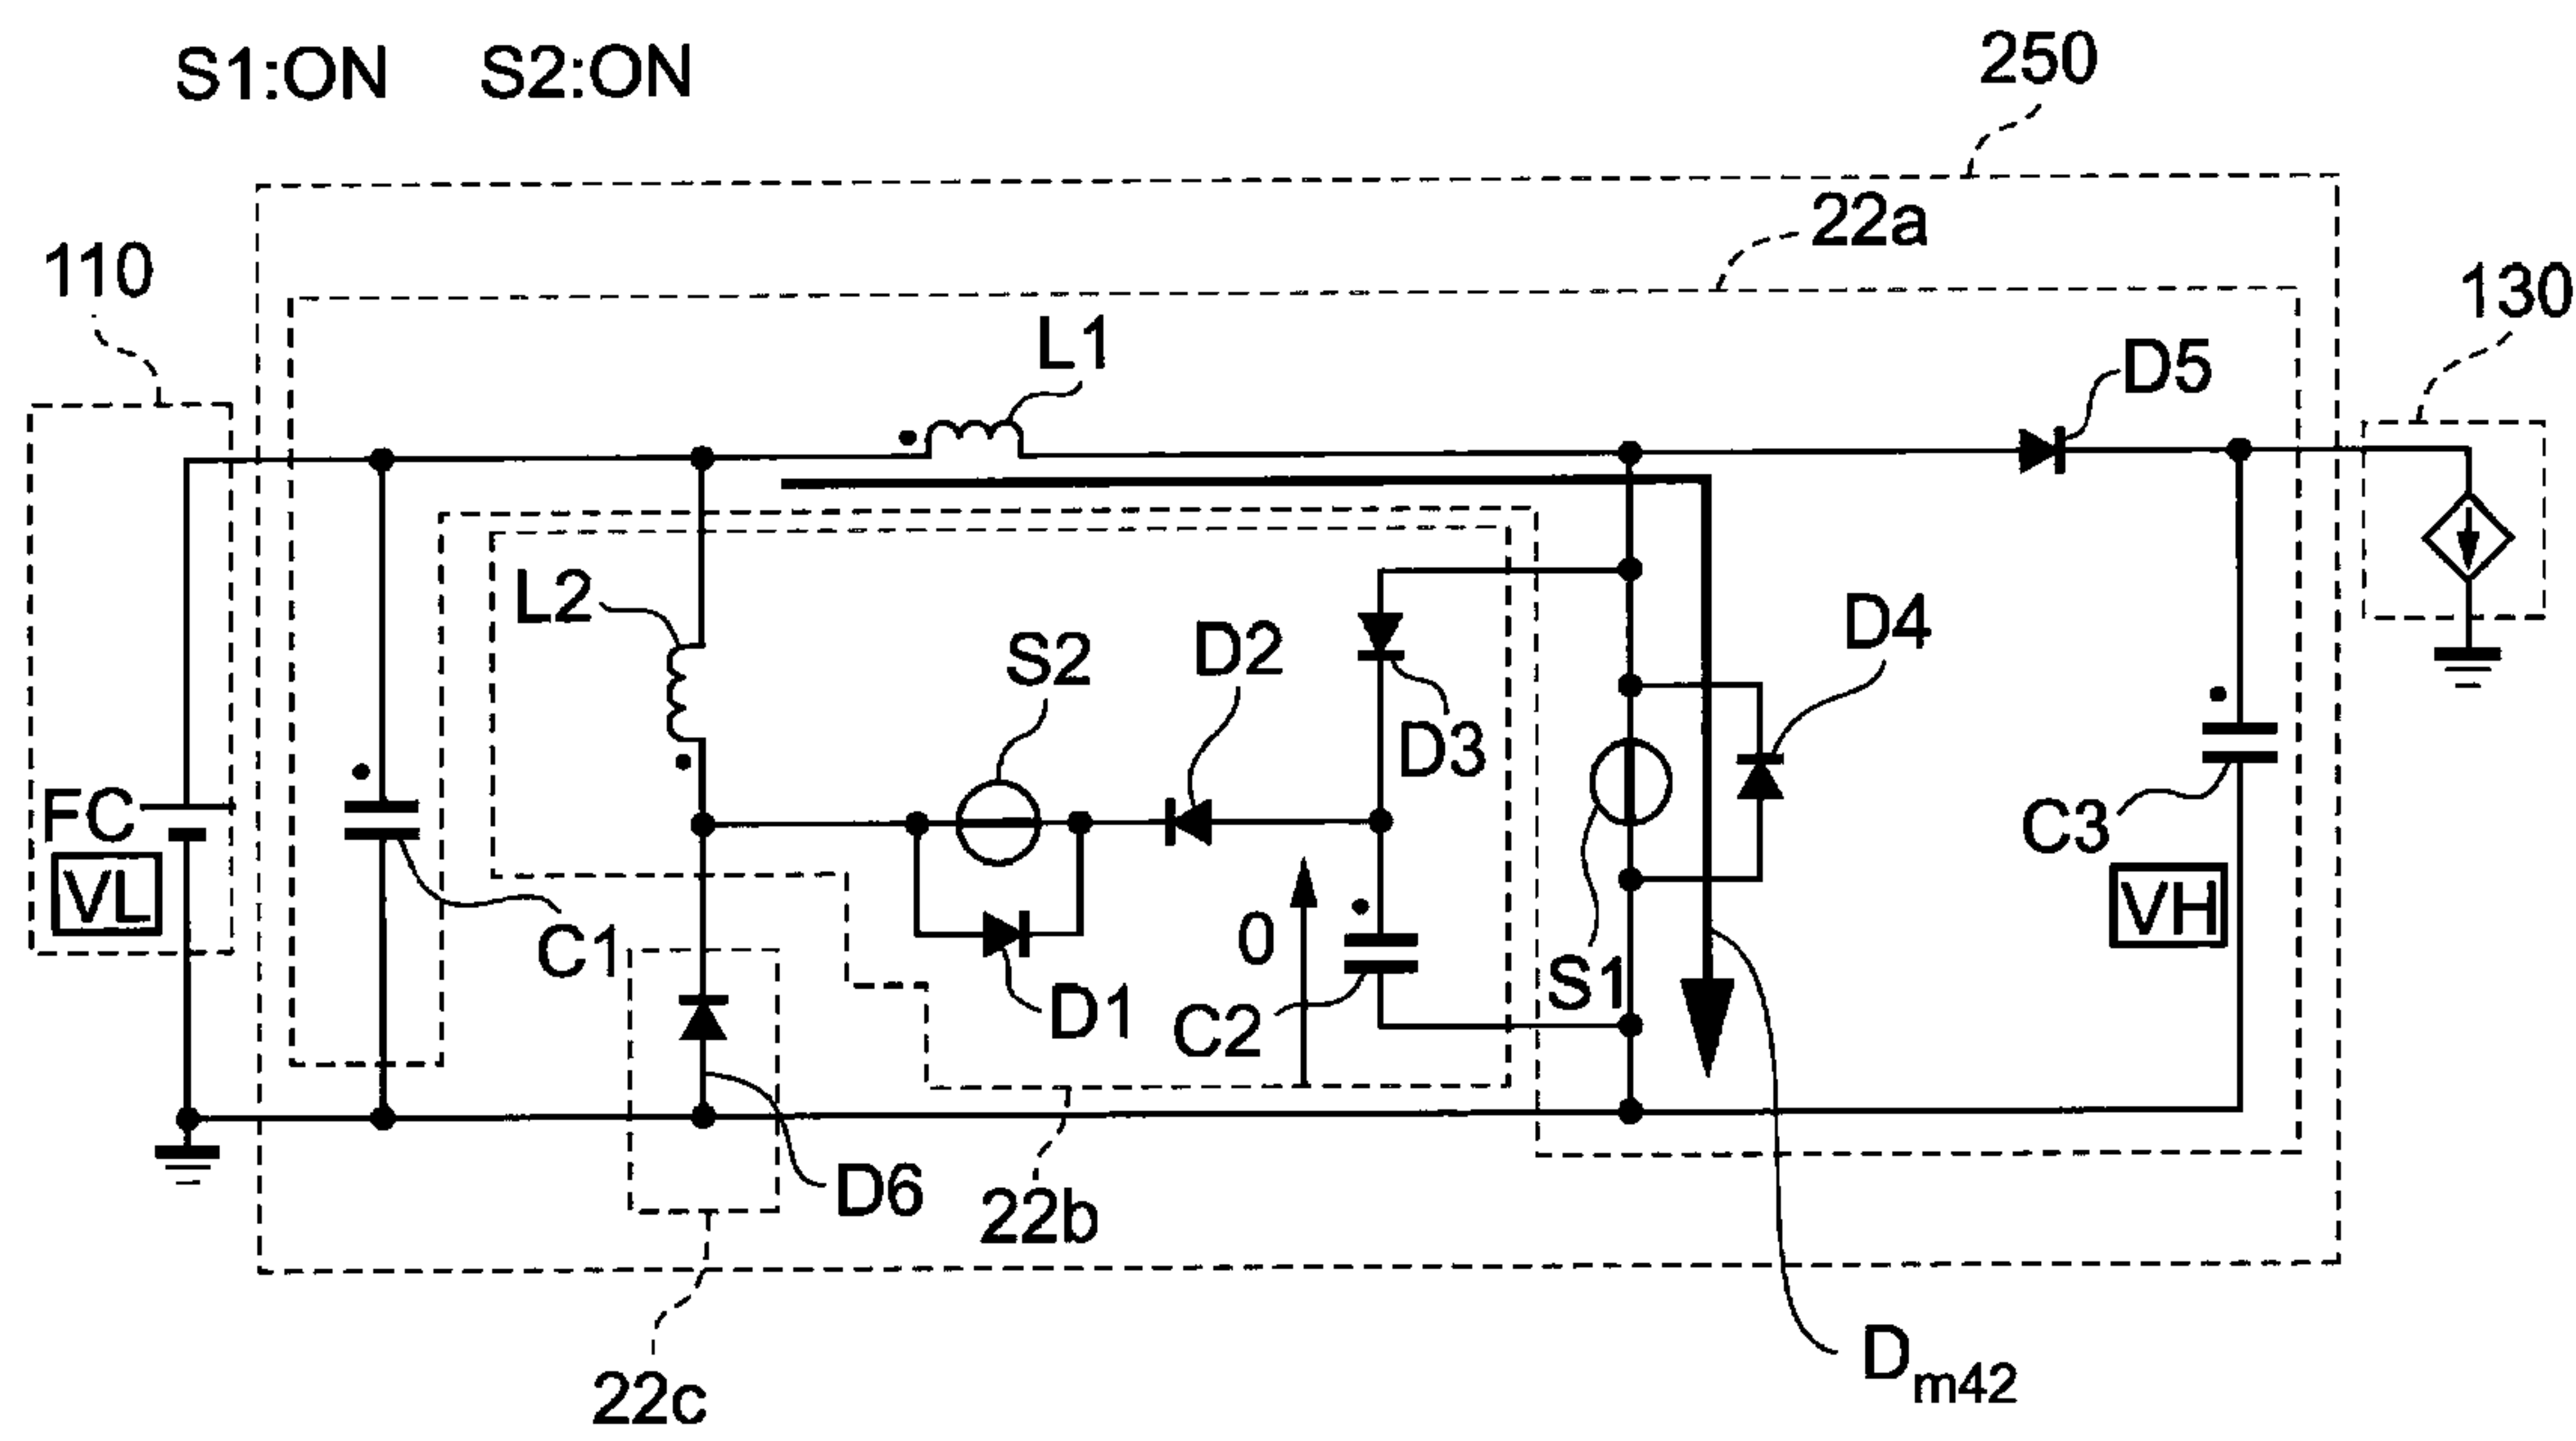 S1:ON S2:ON
250
22a
110
130
L1
D5
L2
S2
D2
D4
D3
FC
VL
C1
C3
VH
0
D1
C2
S1
D6
22b
22c
Dm42